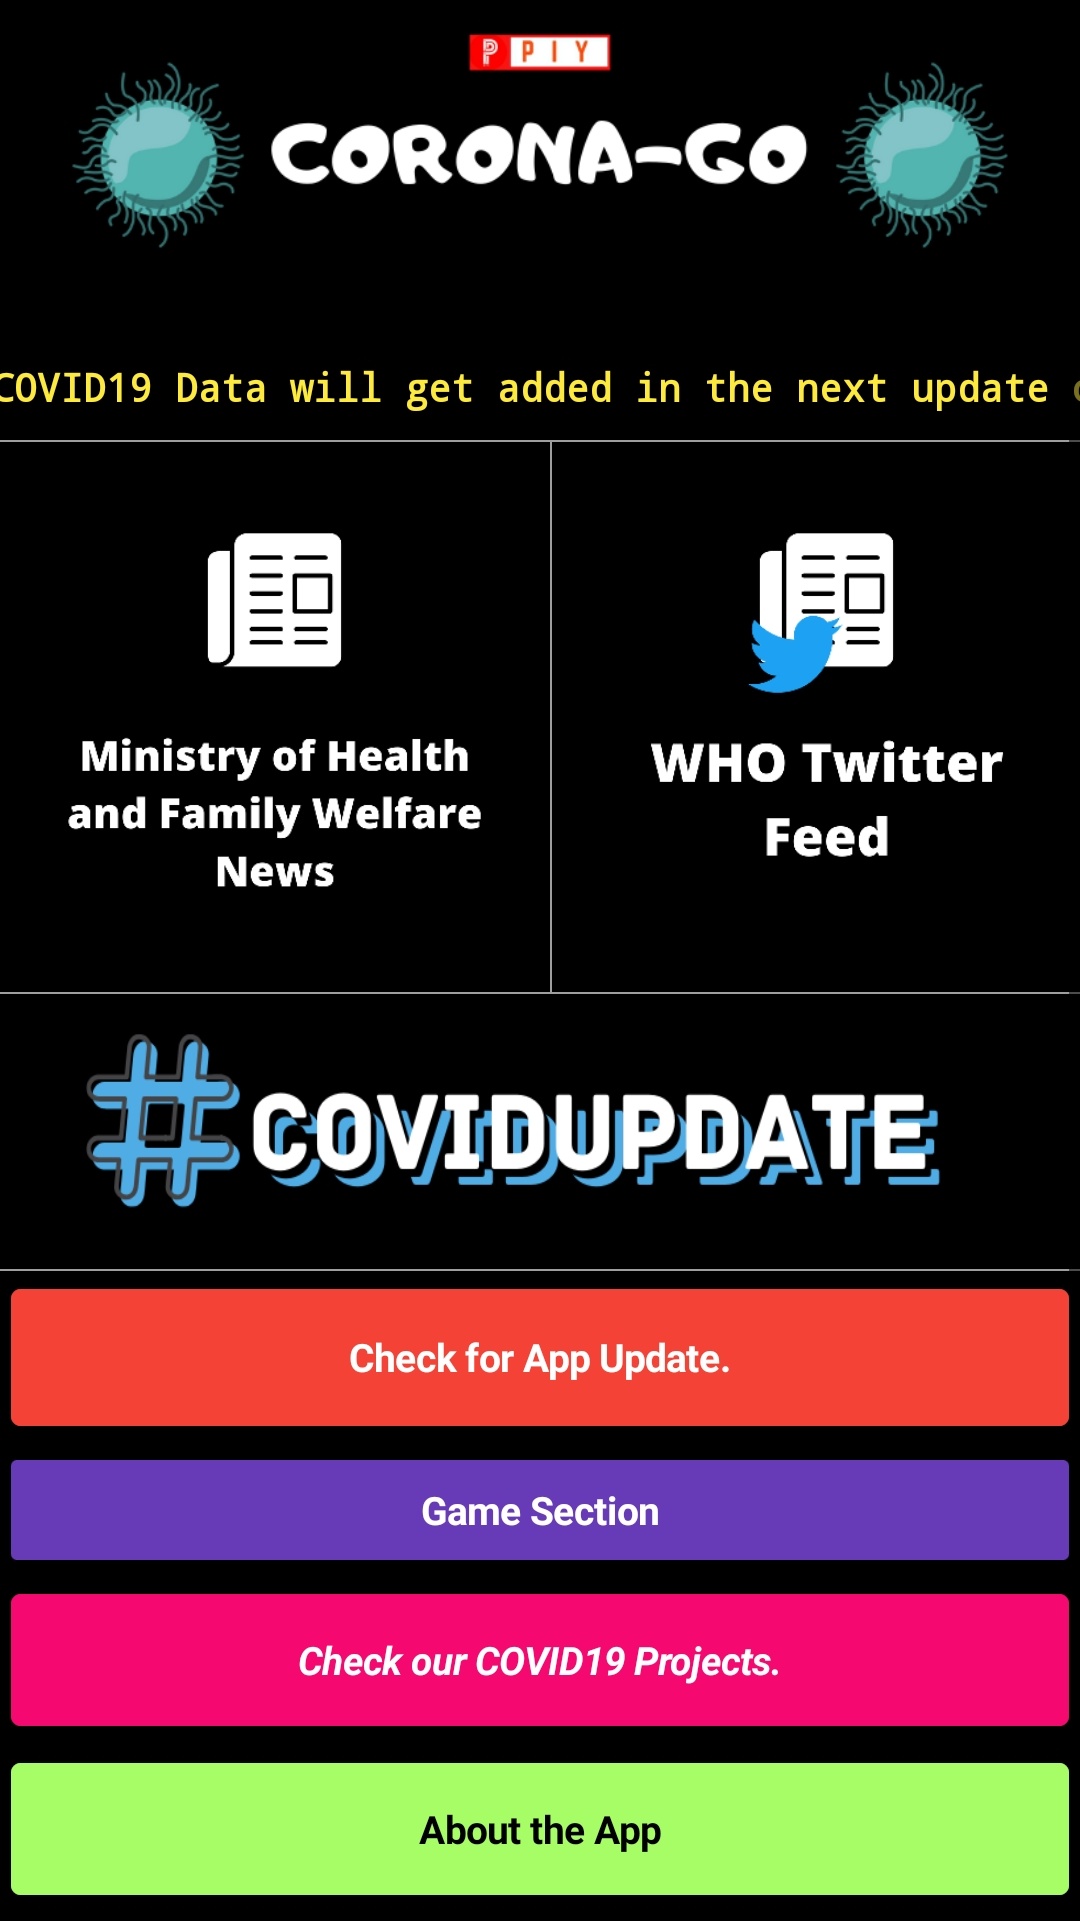 P PIY
CORONA-GO
COVID19 Data will get added in the next update
Ministry of Health
and Family Welfare
News
WHO Twitter
Feed
#COVIDUPDATE
Check for App Update.
Game Section
Check our COVID19 Projects.
About the App